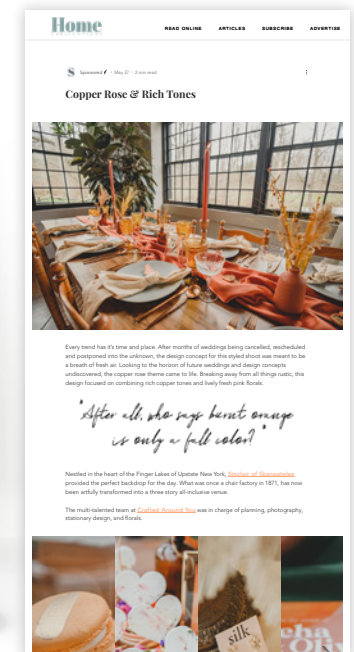 Home
READ ONLINE ARTICLES SUBSCRIBE ADVERTISE
Sponsored · May 27 · 2 min read
Copper Rose & Rich Tones
Every trend has it's time and place. After months of weddings being cancelled, rescheduled
and postponed into the unknown, the design concept for this styled shoot was meant to be
a breath of fresh air. Looking to the horizon of future weddings and design concepts
undiscovered, the copper rose theme came to life. Breaking away from all things rustic, this
design focused on combining rich copper tones and lively fresh pink florals.
"After all, who says burnt orange
is only a fall color?"
Nestled in the heart of the Finger Lakes of Upstate New York, Sinclair of Skaneateles
provided the perfect backdrop for the day. What was once a chair factory in 1871, has now
been artfully transformed into a three story all-inclusive venue.
The multi-talented team at Crafted Around You was in charge of planning, photography,
stationary design, and florals.
silk